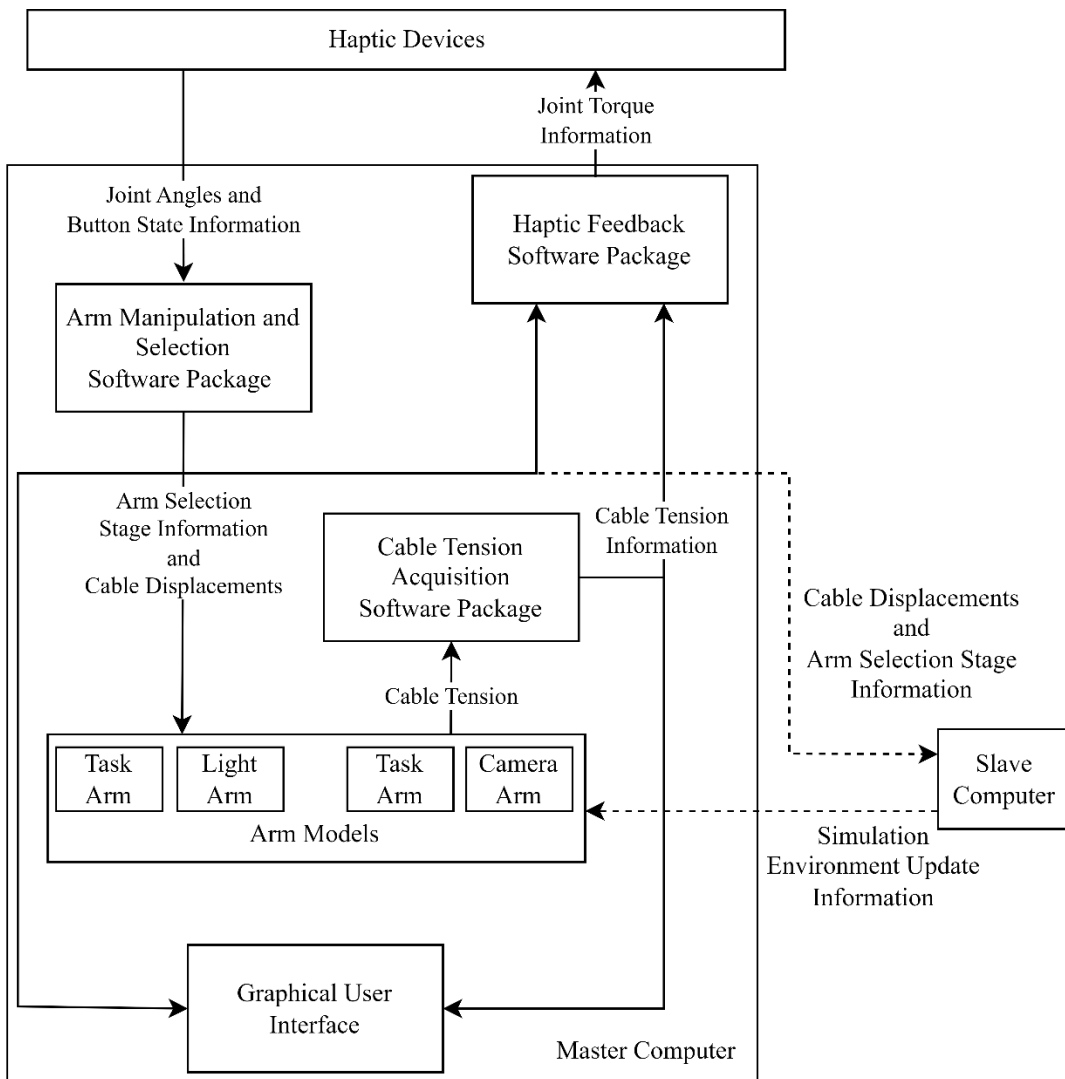 Haptic Devices
Joint Torque
Information
Joint Angles and
Button State Information
Haptic Feedback
Software Package
Arm Manipulation and
Selection
Software Package
Arm Selection
Stage Information
and
Cable Displacements
Cable Tension
Acquisition
Software Package
Cable Tension
Information
Cable Displacements
and
Arm Selection Stage
Information
Cable Tension
Task
Arm
Light
Arm
Task
Arm
Camera
Arm
Arm Models
Slave
Computer
Simulation
Environment Update
Information
Graphical User
Interface
Master Computer